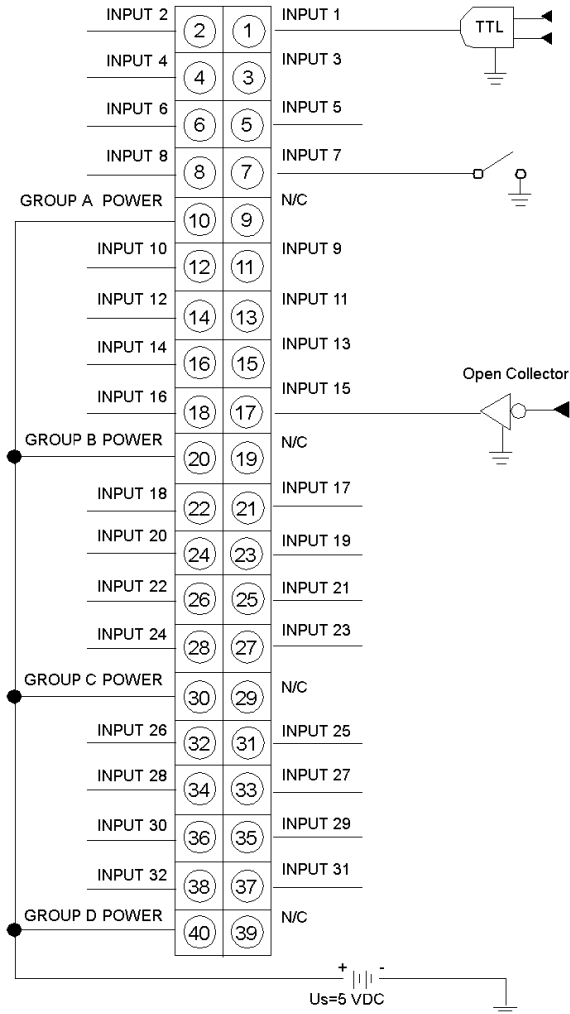 INPUT 2 2 1 INPUT 1 TTL
INPUT 4 4 3 INPUT 3
INPUT 6 6 5 INPUT 5
INPUT 8 8 7 INPUT 7
GROUP A POWER 10 9 N/C
INPUT 10 12 11 INPUT 9
INPUT 12 14 13 INPUT 11
INPUT 14 16 15 INPUT 13
Open Collector
INPUT 16 18 17 INPUT 15
GROUP B POWER 20 19 N/C
INPUT 18 22 21 INPUT 17
INPUT 20 24 23 INPUT 19
INPUT 22 26 25 INPUT 21
INPUT 24 28 27 INPUT 23
GROUP C POWER 30 29 N/C
INPUT 26 32 31 INPUT 25
INPUT 28 34 33 INPUT 27
INPUT 30 36 35 INPUT 29
INPUT 32 38 37 INPUT 31
GROUP D POWER 40 39 N/C
+ -
Us=5 VDC